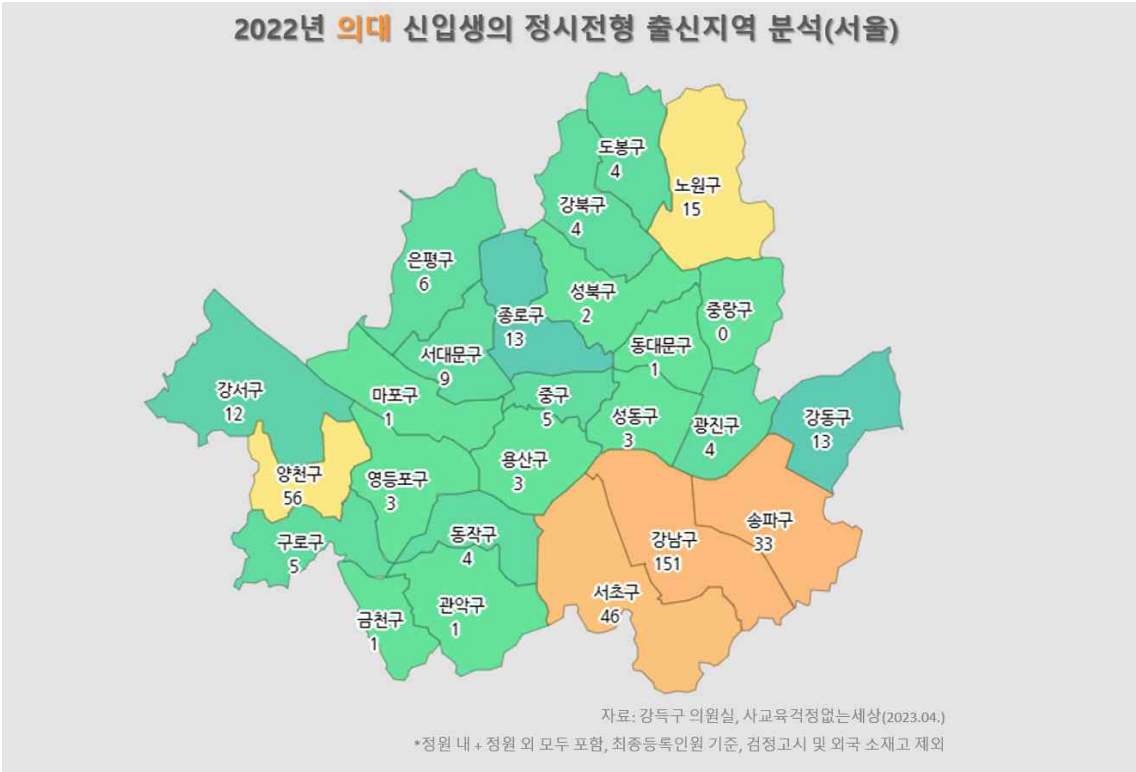 2022년 의대 신입생의 정시전형 출신지역 분석(서울)
도봉구
4
노원구
15
강북구
4
은평구
6
성북구
2
종로구
13
중랑구
0
동대문구
1
서대문구
9
강서구
12
마포구
1
중구
5
성동구
3
광진구
4
강동구
13
양천구
56
영등포구
3
용산구
3
구로구
5
동작구
4
강남구
151
송파구
33
서초구
46
금천구
1
관악구
1
자료: 강득구 의원실, 사교육걱정없는세상(2023.04.)
*정원 내 + 정원 외 모두 포함, 최종등록인원 기준, 검정고시 및 외국 소재고 제외